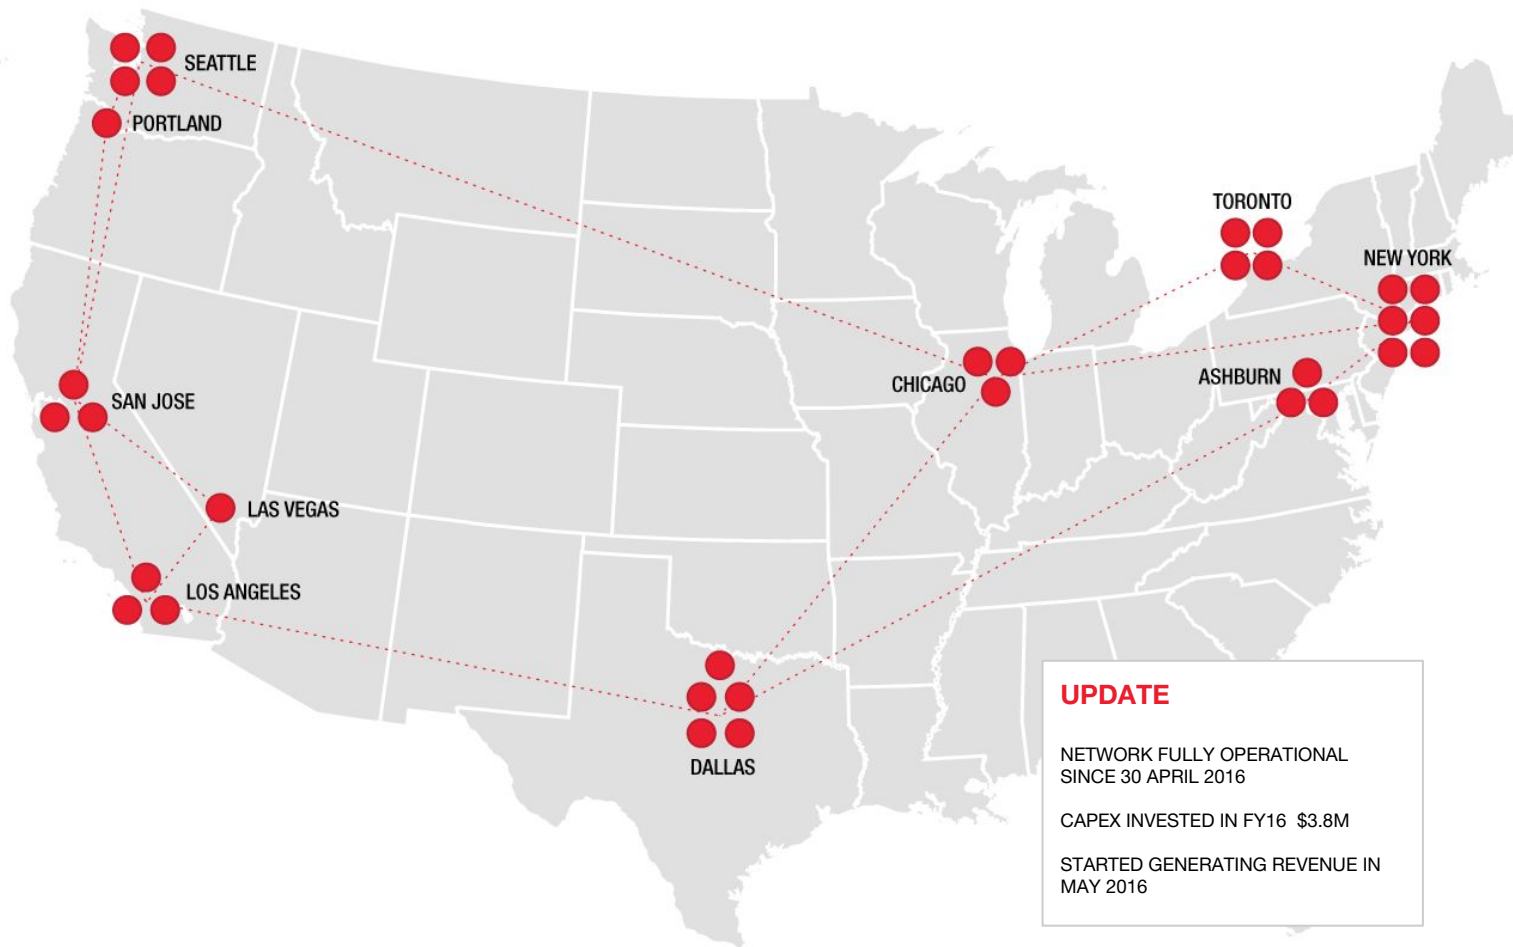 SEATTLE
PORTLAND
TORONTO
NEW YORK
CHICAGO
ASHBURN
SAN JOSE
LAS VEGAS
LOS ANGELES
DALLAS
UPDATE
NETWORK FULLY OPERATIONAL
SINCE 30 APRIL 2016
CAPEX INVESTED IN FY16 $3.8M
STARTED GENERATING REVENUE IN
MAY 2016